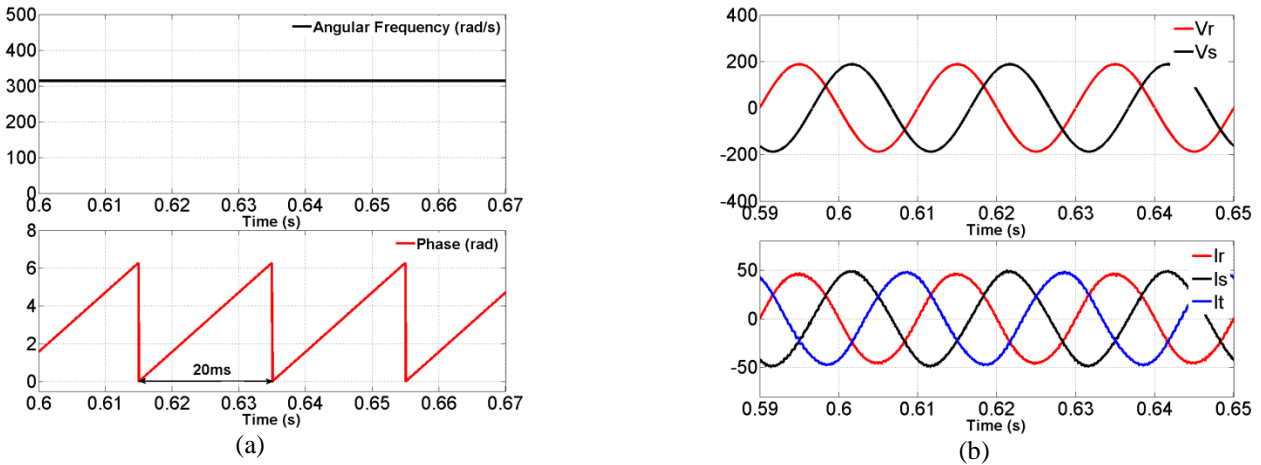 500
400
300
200
100
0
Angular Frequency (rad/s)
0.6 0.61 0.62 0.63 0.64 0.65 0.66 0.67
Time (s)
8
6
4
2
0
Phase (rad)
20ms
0.6 0.61 0.62 0.63 0.64 0.65 0.66 0.67
Time (s)
(a)
400
200
0
-200
-400
Vr
Vs
0.59 0.6 0.61 0.62 0.63 0.64 0.65
Time (s)
50
0
-50
Ir
Is
It
0.59 0.6 0.61 0.62 0.63 0.64 0.65
Time (s)
(b)